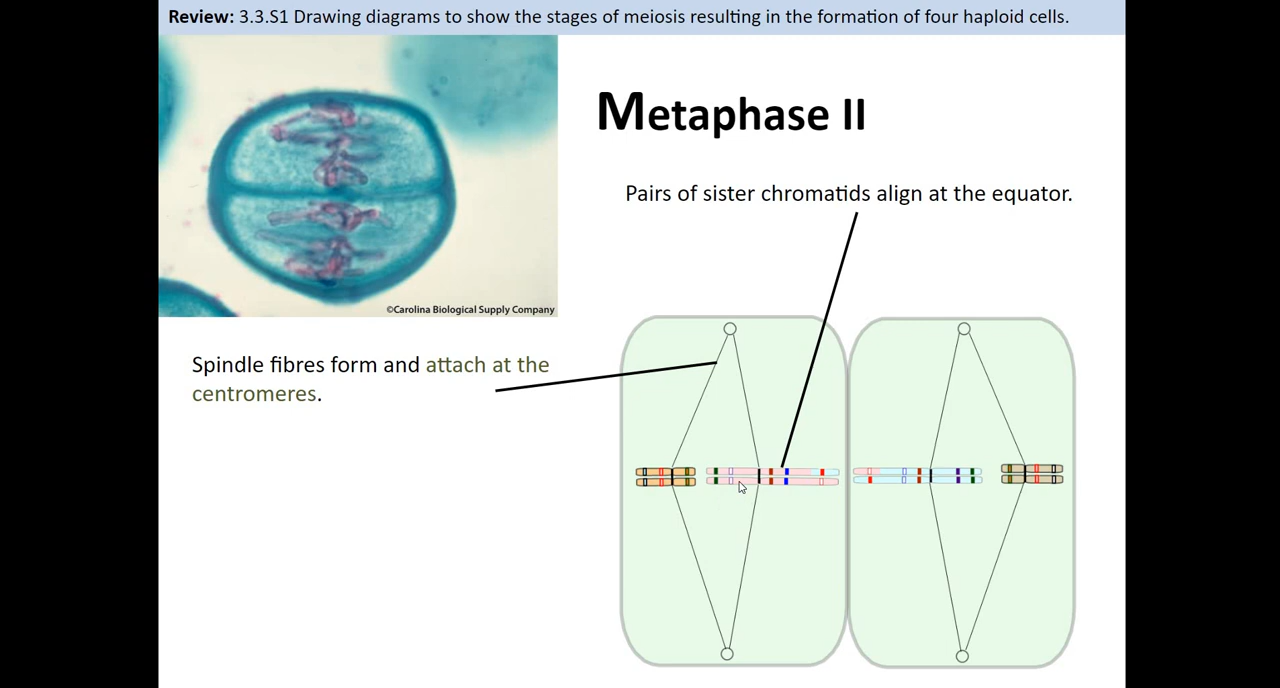 Review: 3.3.S1 Drawing diagrams to show the stages of meiosis resulting in the formation of four haploid cells.
Metaphase II
Pairs of sister chromatids align at the equator.
©Carolina Biological Supply Company
Spindle fibres form and attach at the
centromeres.